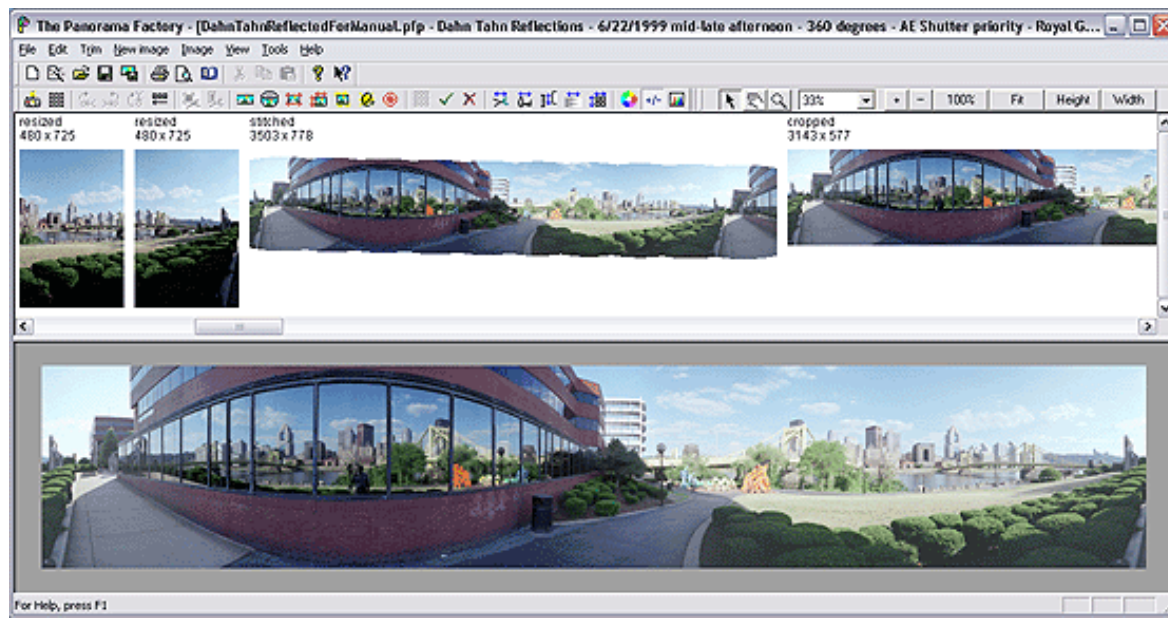 The Panorama Factory - [DahnTahnReflectedForManual.pfp - Dahn Tahn Reflections - 6/22/1999 mid-late afternoon - 360 degrees - AE Shutter priority - Royal G...
File Edit Trim New image Image View Tools Help
33% + - 100% Fit Height Width
resized resized stitched cropped
480 x 725 480 x 725 3503 x 778 3143 x 577
For Help, press F1